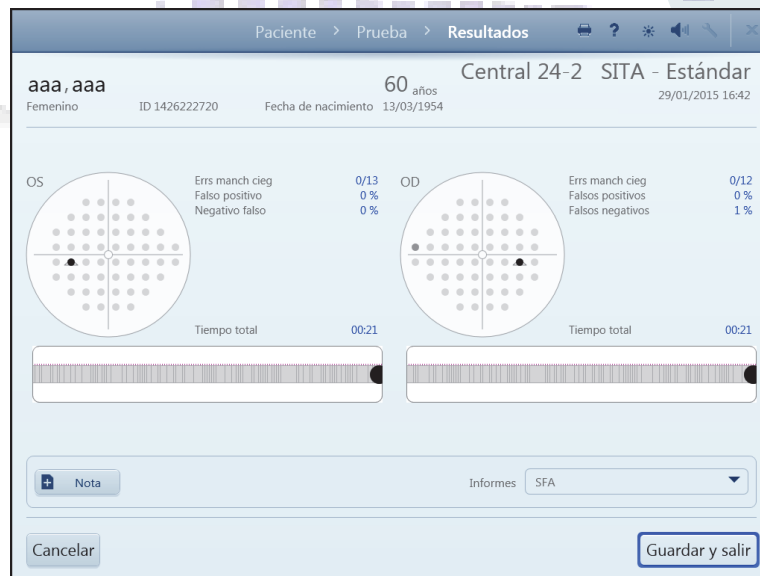 Paciente > Prueba > Resultados ?
aaa, aaa
60 años
Central 24-2 SITA - Estándar
Femenino ID 1426222720 Fecha de nacimiento 13/03/1954
29/01/2015 16:42
OS
Errs manch cieg 0/13
Falso positivo 0 %
Negativo falso 0 %
Tiempo total 00:21
OD
Errs manch cieg 0/12
Falsos positivos 0 %
Falsos negativos 1 %
Tiempo total 00:21
Nota
Informes SFA
Cancelar
Guardar y salir